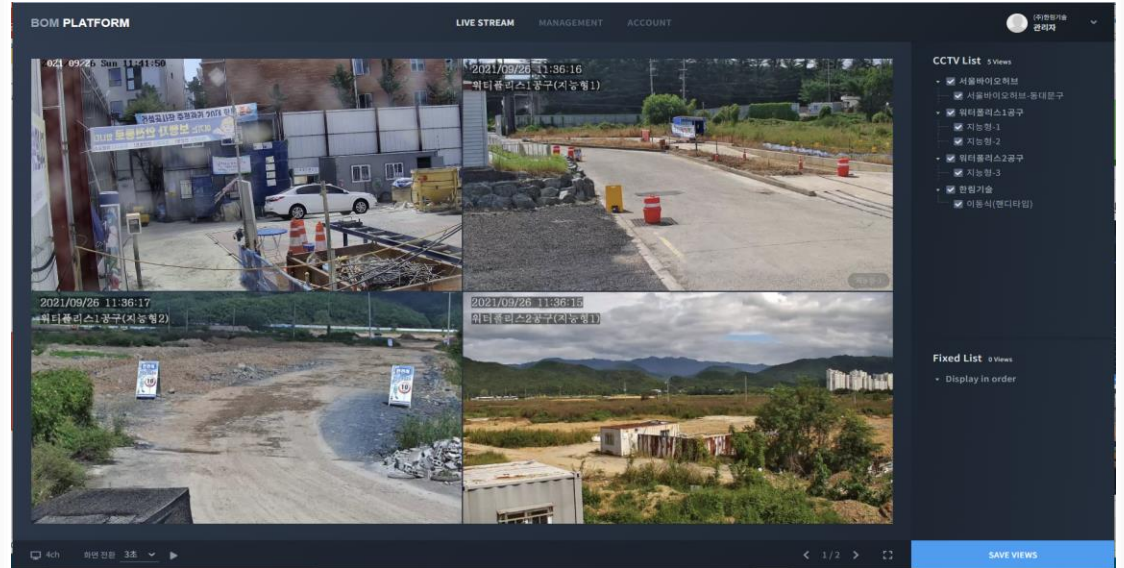 BOM PLATFORM
LIVE STREAM MANAGEMENT ACCOUNT
(주)한림기술
관리자
2021 09/26 Sun 11:41:50
2021/09/26 11:36:16
워터폴리스1공구(지능형1)
2021/09/26 11:36:17
워터폴리스1공구(지능형2)
2021/09/26 11:36:15
워터폴리스2공구(지능형1)
CCTV List 5 Views
서울바이오허브
서울바이오허브-동대문구
워터폴리스1공구
지능형-1
지능형-2
워터폴리스2공구
지능형-3
한림기술
이동식(핸디타입)
Fixed List 0 Views
Display in order
4ch 화면 전환 3초
1/2
SAVE VIEWS